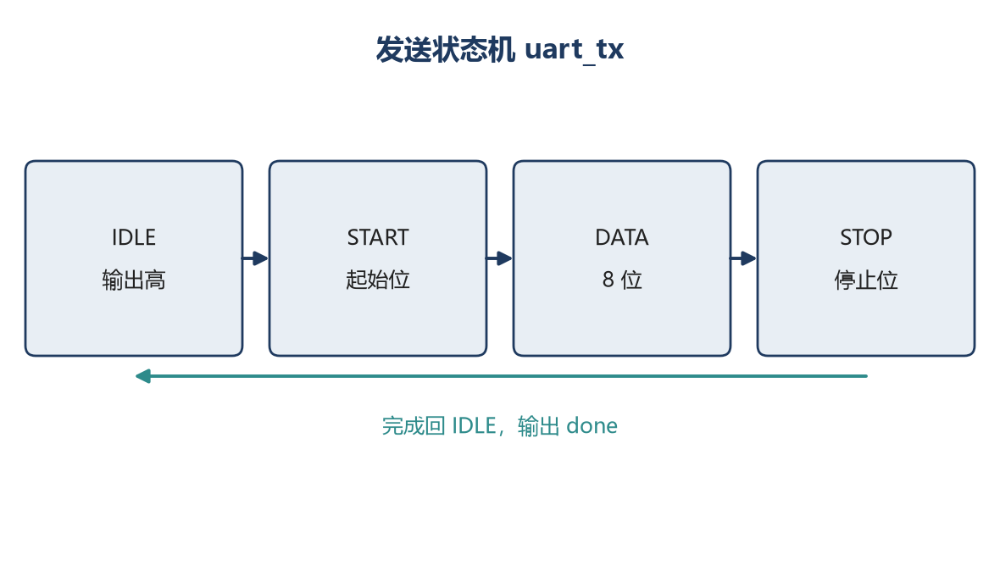 发送状态机 uart_tx
IDLE
输出高
START
起始位
DATA
8 位
STOP
停止位
完成回 IDLE，输出 done